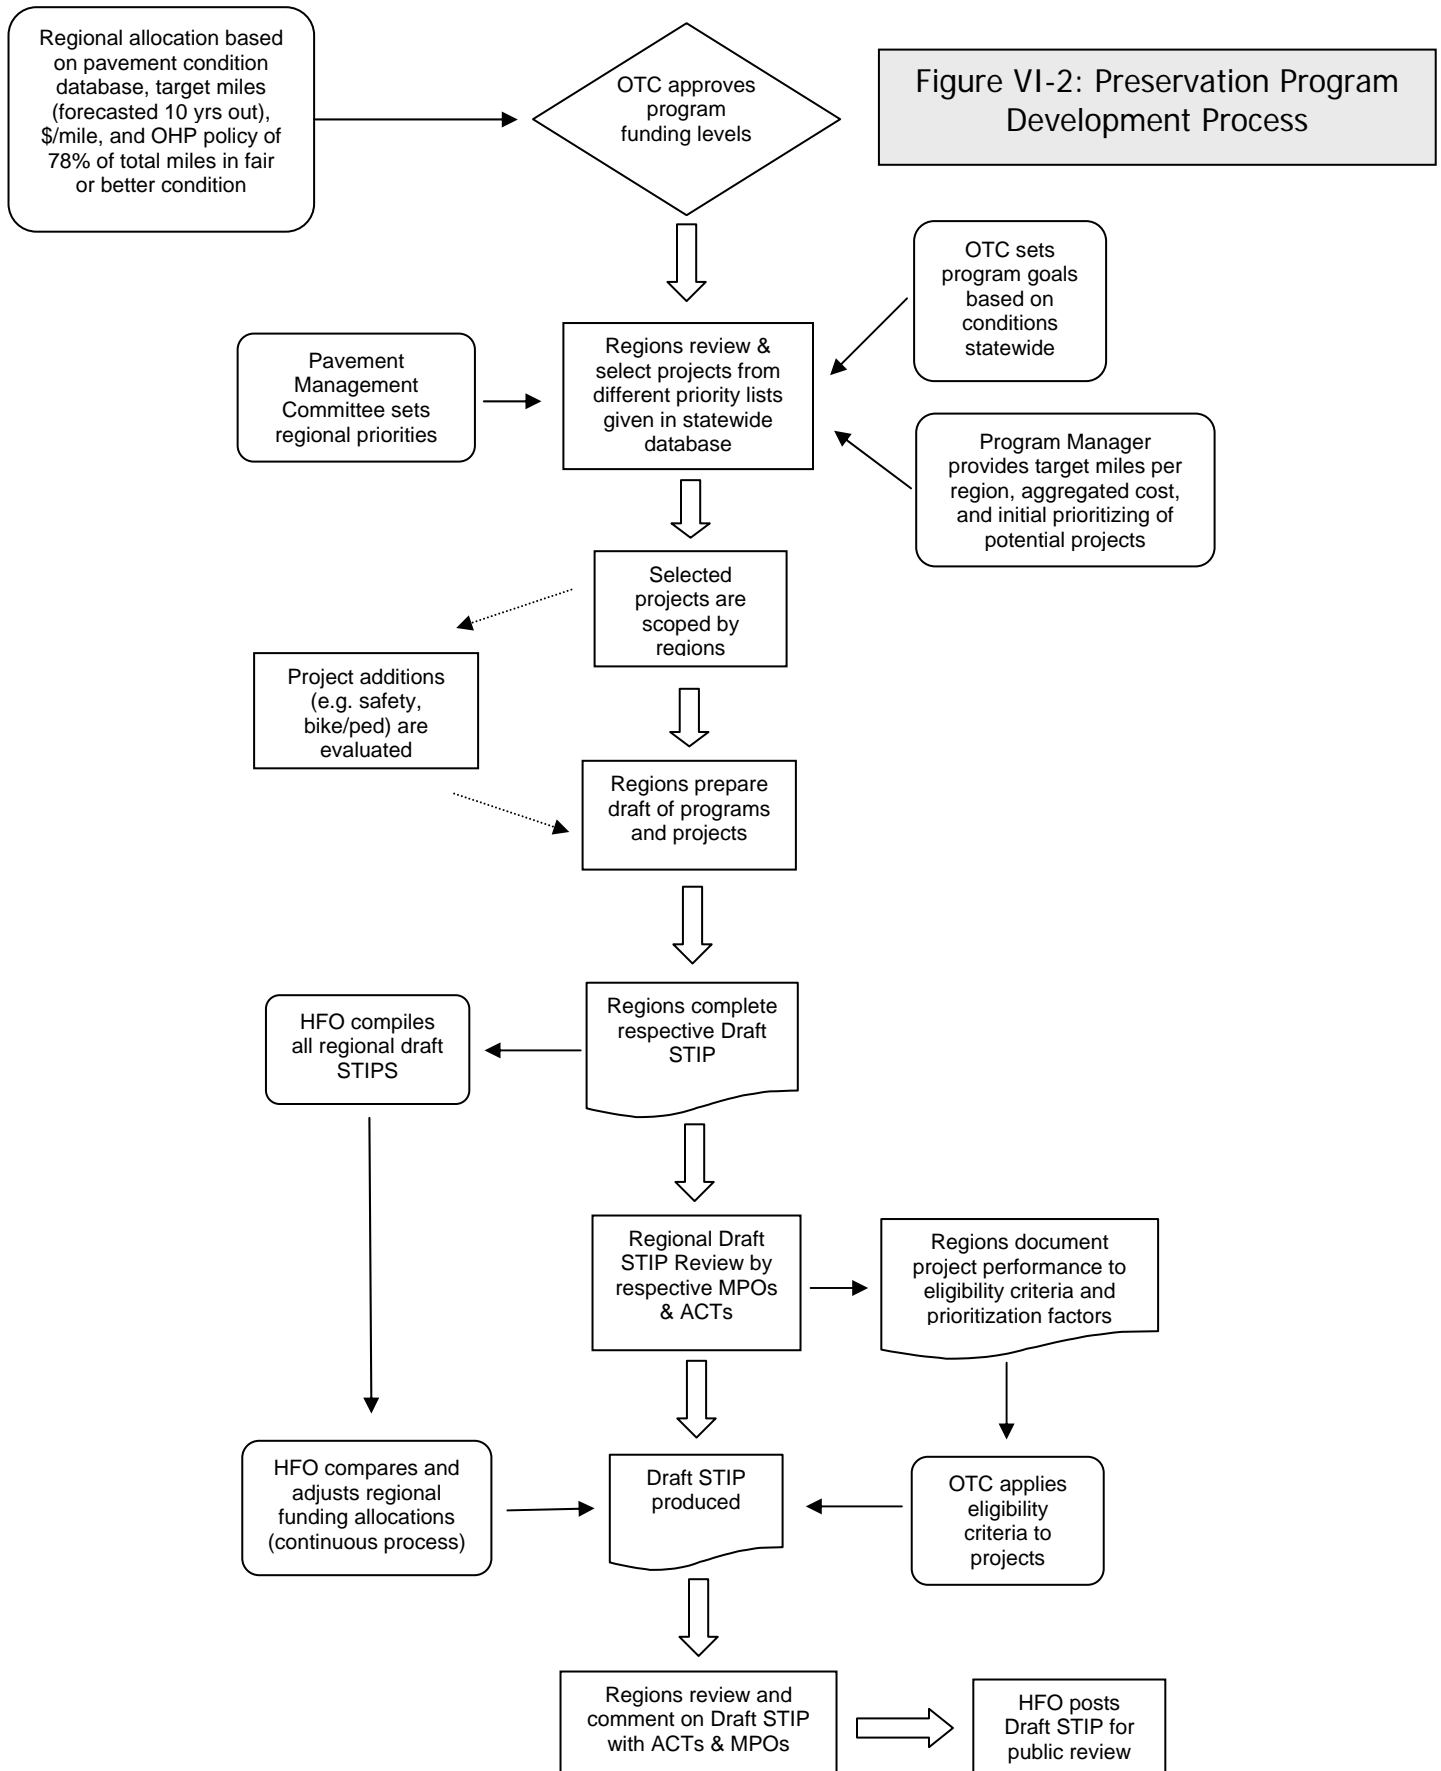 Regional allocation based
on pavement condition
database, target miles
(forecasted 10 yrs out),
$/mile, and OHP policy of
78% of total miles in fair
or better condition
OTC approves
program
funding levels
Figure VI-2: Preservation Program
Development Process
OTC sets
program goals
based on
conditions
statewide
Pavement
Management
Committee sets
regional priorities
Regions review &
select projects from
different priority lists
given in statewide
database
Program Manager
provides target miles per
region, aggregated cost,
and initial prioritizing of
potential projects
Selected
projects are
scoped by
regions
Project additions
(e.g. safety,
bike/ped) are
evaluated
Regions prepare
draft of programs
and projects
HFO compiles
all regional draft
STIPS
Regions complete
respective Draft
STIP
Regional Draft
STIP Review by
respective MPOs
& ACTs
Regions document
project performance to
eligibility criteria and
prioritization factors
HFO compares and
adjusts regional
funding allocations
(continuous process)
Draft STIP
produced
OTC applies
eligibility
criteria to
projects
Regions review and
comment on Draft STIP
with ACTs & MPOs
HFO posts
Draft STIP for
public review